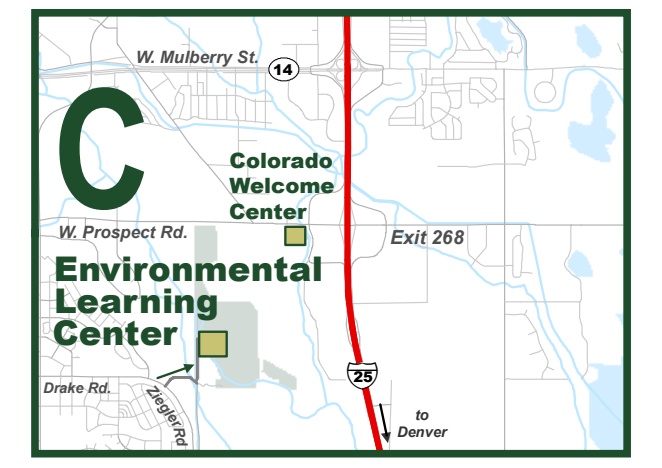 W. Mulberry St.
14
C
Colorado
Welcome
Center
W. Prospect Rd.
Exit 268
Environmental
Learning
Center
25
Drake Rd.
Ziegler Rd
to
Denver